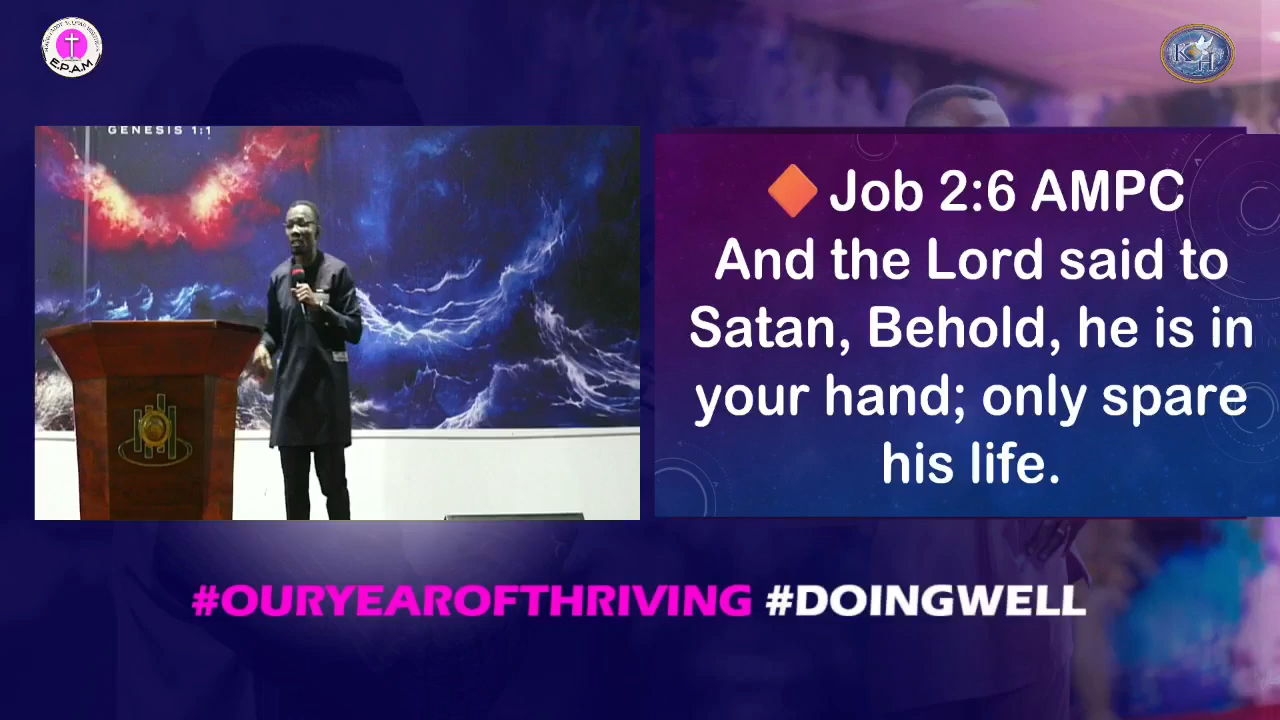 E.P.A.M
KH
GENESIS 1:1
Job 2:6 AMPC
And the Lord said to
Satan, Behold, he is in
your hand; only spare
his life.
#OURYEAROFTHRIVING #DOINGWELL